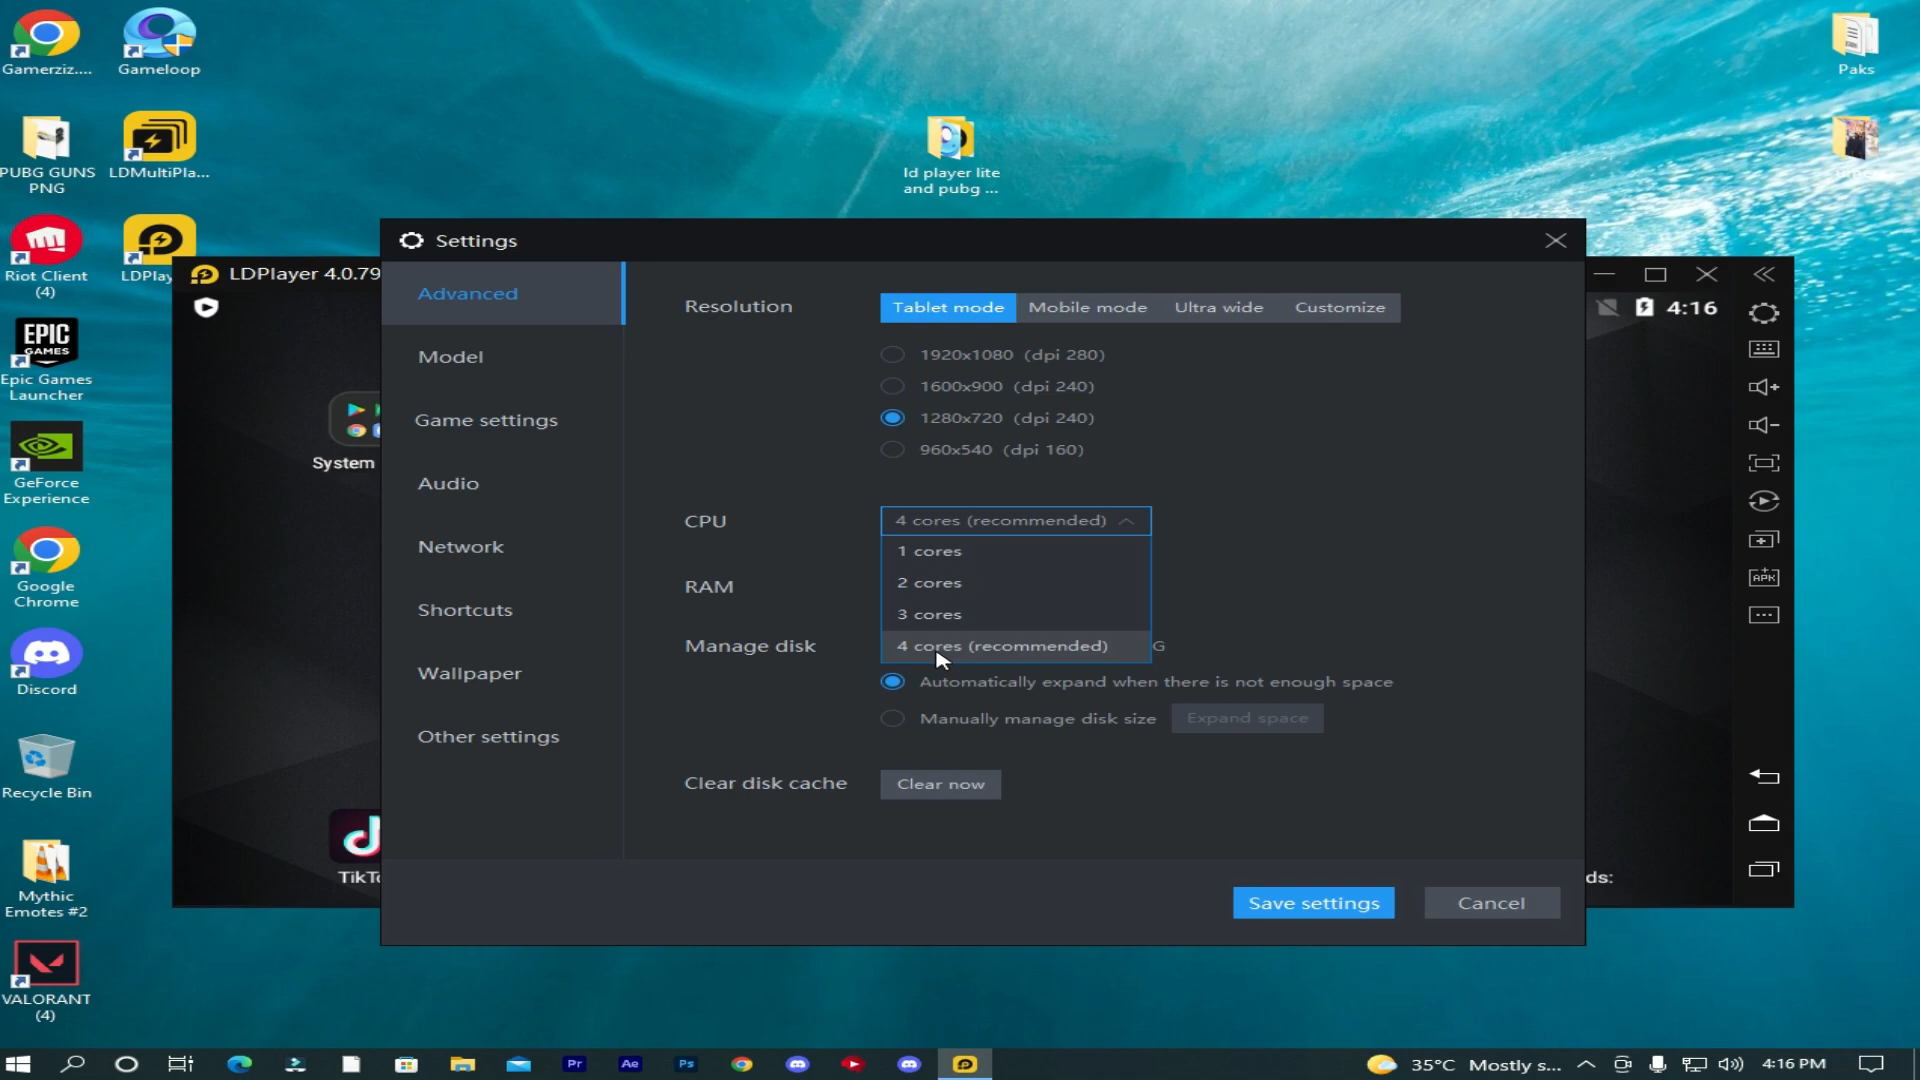 Gamerziz....
Gameloop
Paks
PUBG GUNS
PNG
LDMultiPla...
ld player lite
and pubg ...
Riot Client
(4)
LDPlay
EPIC
GAMES
Epic Games
Launcher
GeForce
Experience
Google
Chrome
Discord
Recycle Bin
Mythic
Emotes #2
VALORANT
(4)
LDPlayer 4.0.79
4:16
System
TikTo
ds:
APK
Settings
Advanced
Model
Game settings
Audio
Network
Shortcuts
Wallpaper
Other settings
Resolution
Tablet mode
Mobile mode
Ultra wide
Customize
1920x1080 (dpi 280)
1600x900 (dpi 240)
1280x720 (dpi 240)
960x540 (dpi 160)
CPU
4 cores (recommended)
1 cores
2 cores
3 cores
4 cores (recommended)
RAM
Manage disk
G
Automatically expand when there is not enough space
Manually manage disk size
Expand space
Clear disk cache
Clear now
Save settings
Cancel
Pr
Ae
Ps
35°C Mostly s...
4:16 PM